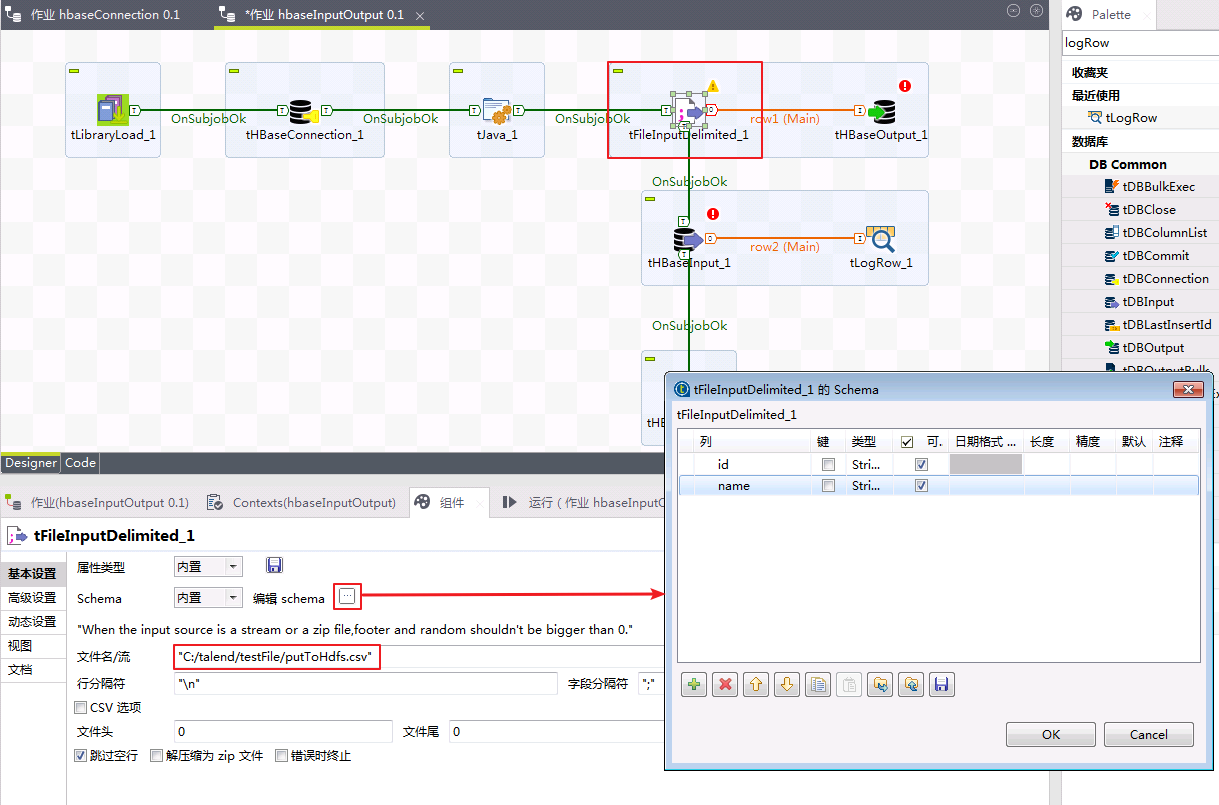 作业 hbaseConnection 0.1
*作业 hbaseInputOutput 0.1
Palette
logRow
收藏夹
最近使用
tLogRow
数据库
DB Common
tDBBulkExec
tDBClose
tDBColumnList
tDBCommit
tDBConnection
tDBInput
tDBLastInsertId
tDBOutput
tDBOutputBulk
tLibraryLoad_1
OnSubjobOk
tHBaseConnection_1
OnSubjobOk
tJava_1
OnSubjobOk
tFileInputDelimited_1
row1 (Main)
tHBaseOutput_1
OnSubjobOk
tHBaseInput_1
row2 (Main)
tLogRow_1
OnSubjobOk
tHB
Designer
Code
作业(hbaseInputOutput 0.1)
Contexts(hbaseInputOutput)
组件
运行 ( 作业 hbaseInputO
tFileInputDelimited_1
基本设置
高级设置
动态设置
视图
文档
属性类型
内置
Schema
内置
编辑 schema
...
"When the input source is a stream or a zip file,footer and random shouldn't be bigger than 0."
文件名/流
"C:/talend/testFile/putToHdfs.csv"
行分隔符
"\n"
字段分隔符
";"
CSV 选项
文件头
0
文件尾
0
跳过空行
解压缩为 zip 文件
错误时终止
tFileInputDelimited_1 的 Schema
tFileInputDelimited_1
列 键 类型 可. 日期格式 ... 长度 精度 默认 注释
id Stri...
name Stri...
OK
Cancel